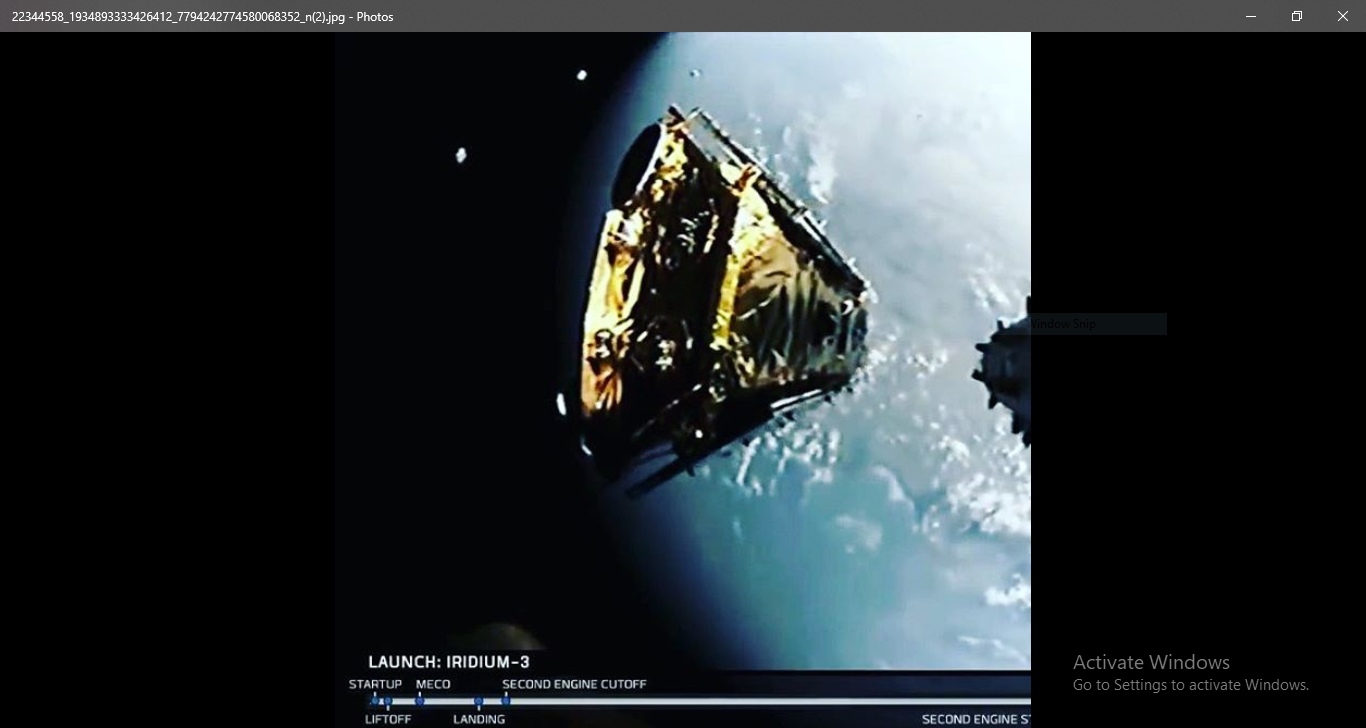 22344558_1934893333426412_7794242774580068352_n(2).jpg - Photos
Window Snip
LAUNCH: IRIDIUM-3
STARTUP MECO SECOND ENGINE CUTOFF
LIFTOFF LANDING SECOND ENGINE ST
Activate Windows
Go to Settings to activate Windows.